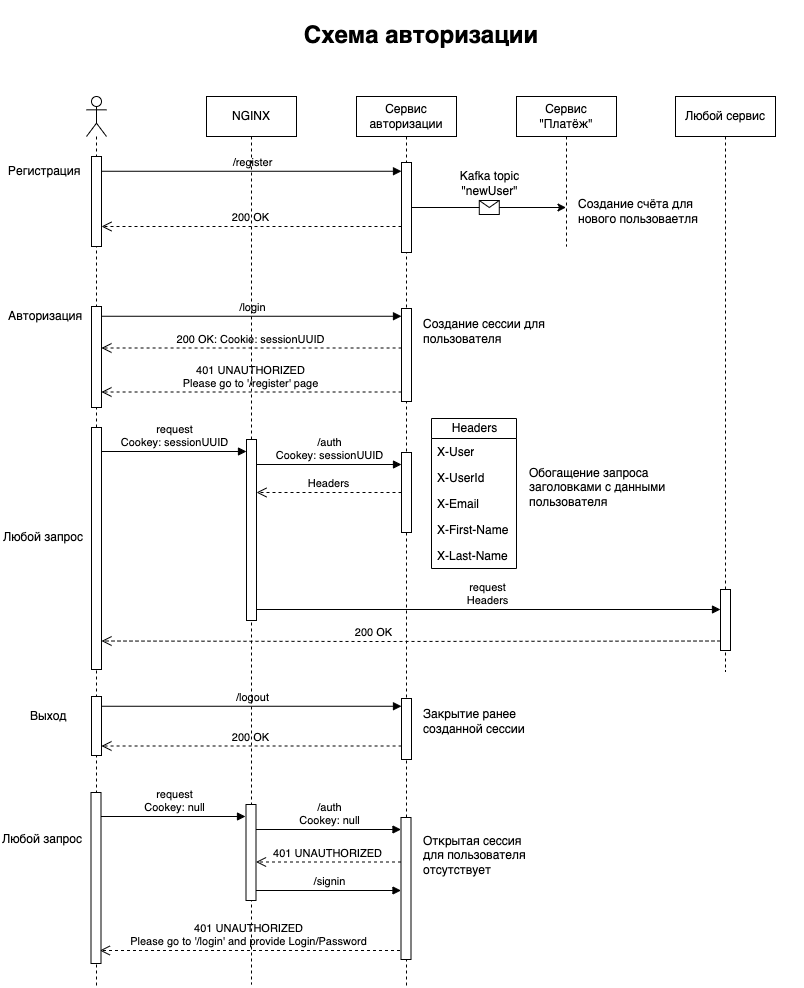 Схема авторизации
NGINX
Сервис
авторизации
Сервис
"Платёж"
Любой сервис
Регистрация
/register
Kafka topic
"newUser"
Создание счёта для
нового пользоваетля
200 OK
Авторизация
/login
Создание сессии для
пользователя
200 OK: Cookie: sessionUUID
401 UNAUTHORIZED
Please go to '/register' page
request
Cookey: sessionUUID
/auth
Cookey: sessionUUID
Headers
Headers
X-User
X-UserId
X-Email
X-First-Name
X-Last-Name
Обогащение запроса
заголовками с данными
пользователя
Любой запрос
request
Headers
200 OK
Выход
/logout
Закрытие ранее
созданной сессии
200 OK
request
Cookey: null
/auth
Cookey: null
Любой запрос
Открытая сессия
для пользователя
отсутствует
401 UNAUTHORIZED
/signin
401 UNAUTHORIZED
Please go to '/login' and provide Login/Password